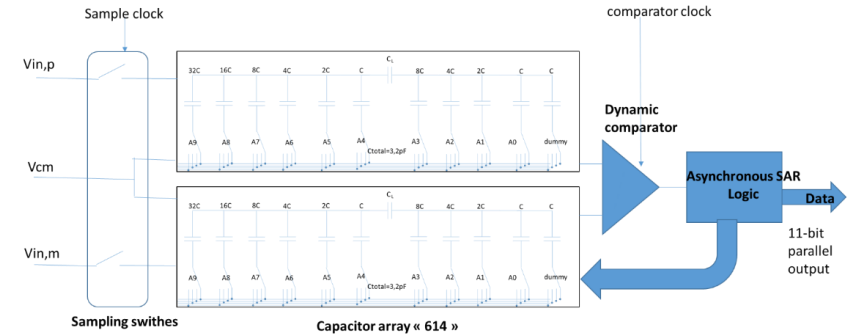 Sample clock
comparator clock
Vin,p
Vcm
Vin,m
C L
32C 16C 8C 4C 2C C 8C 4C 2C C C
A9 A8 A7 A6 A5 A4 A3 A2 A1 A0 dummy
Ctotal=3,2pF
C L
32C 16C 8C 4C 2C C 8C 4C 2C C C
A9 A8 A7 A6 A5 A4 A3 A2 A1 A0 dummy
Ctotal=3,2pF
Dynamic
comparator
Asynchronous SAR
Logic
Data
11-bit
parallel
output
Sampling swithes
Capacitor array « 614 »